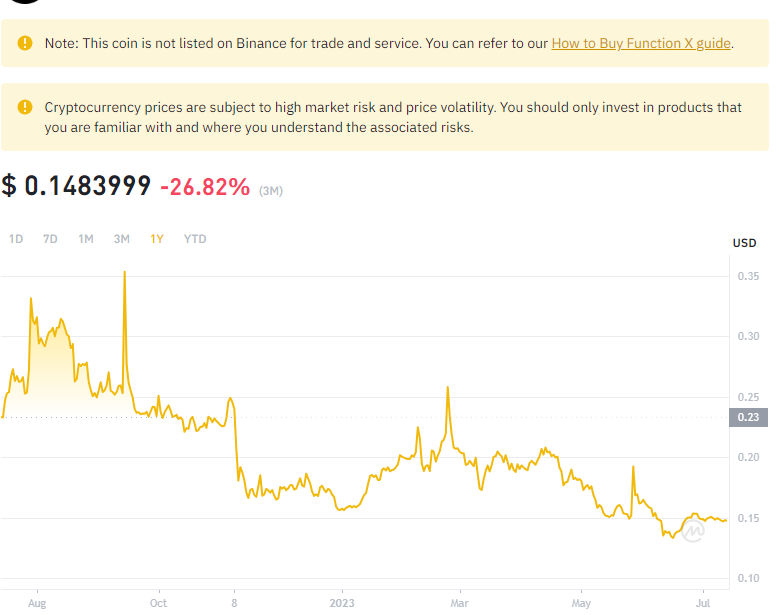 Note: This coin is not listed on Binance for trade and service. You can refer to our How to Buy Function X guide.
Cryptocurrency prices are subject to high market risk and price volatility. You should only invest in products that
you are familiar with and where you understand the associated risks.
$ 0.1483999 -26.82% (3M)
1D 7D 1M 3M 1Y YTD
USD
0.35
0.30
0.25
0.23
0.20
0.15
0.10
Aug Oct 8 2023 Mar May Jul